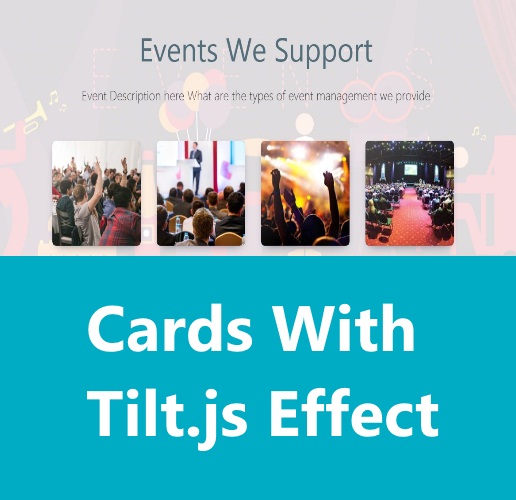 Events We Support
Event Description here What are the types of event management we provide
Cards With
Tilt.js Effect